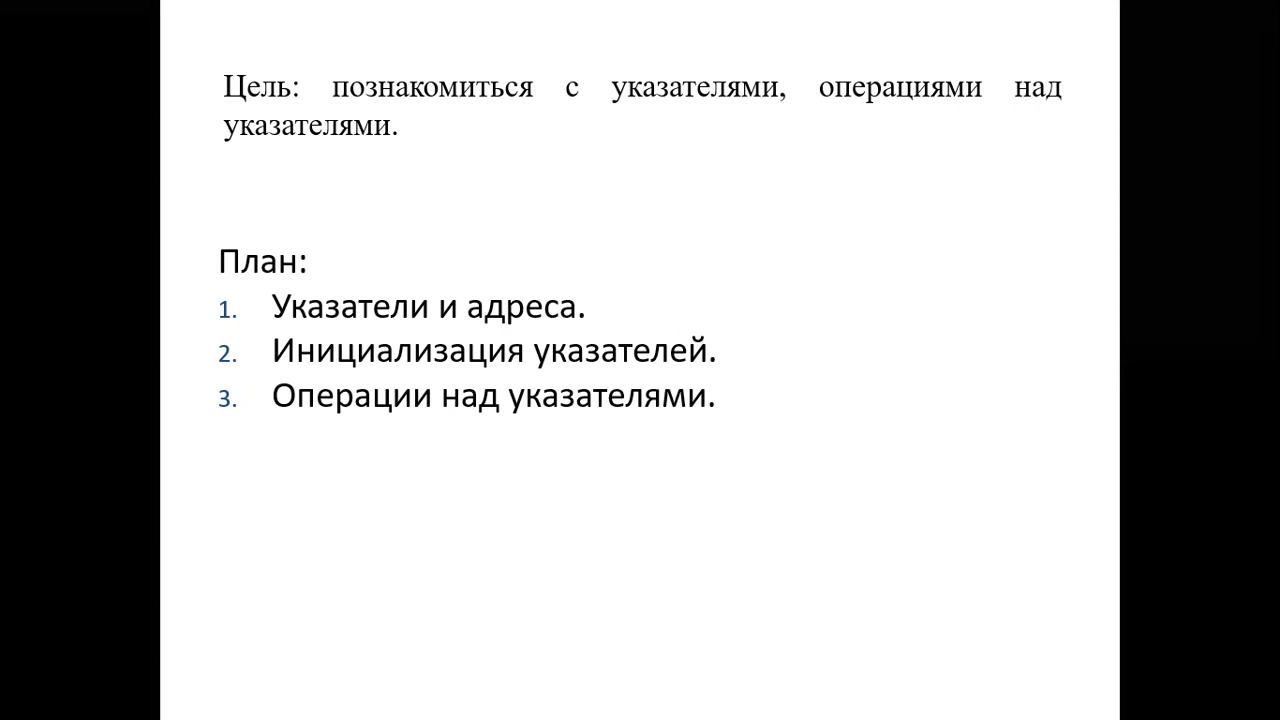 Цель: познакомиться с указателями, операциями над
указателями.
План:
1. Указатели и адреса.
2. Инициализация указателей.
3. Операции над указателями.